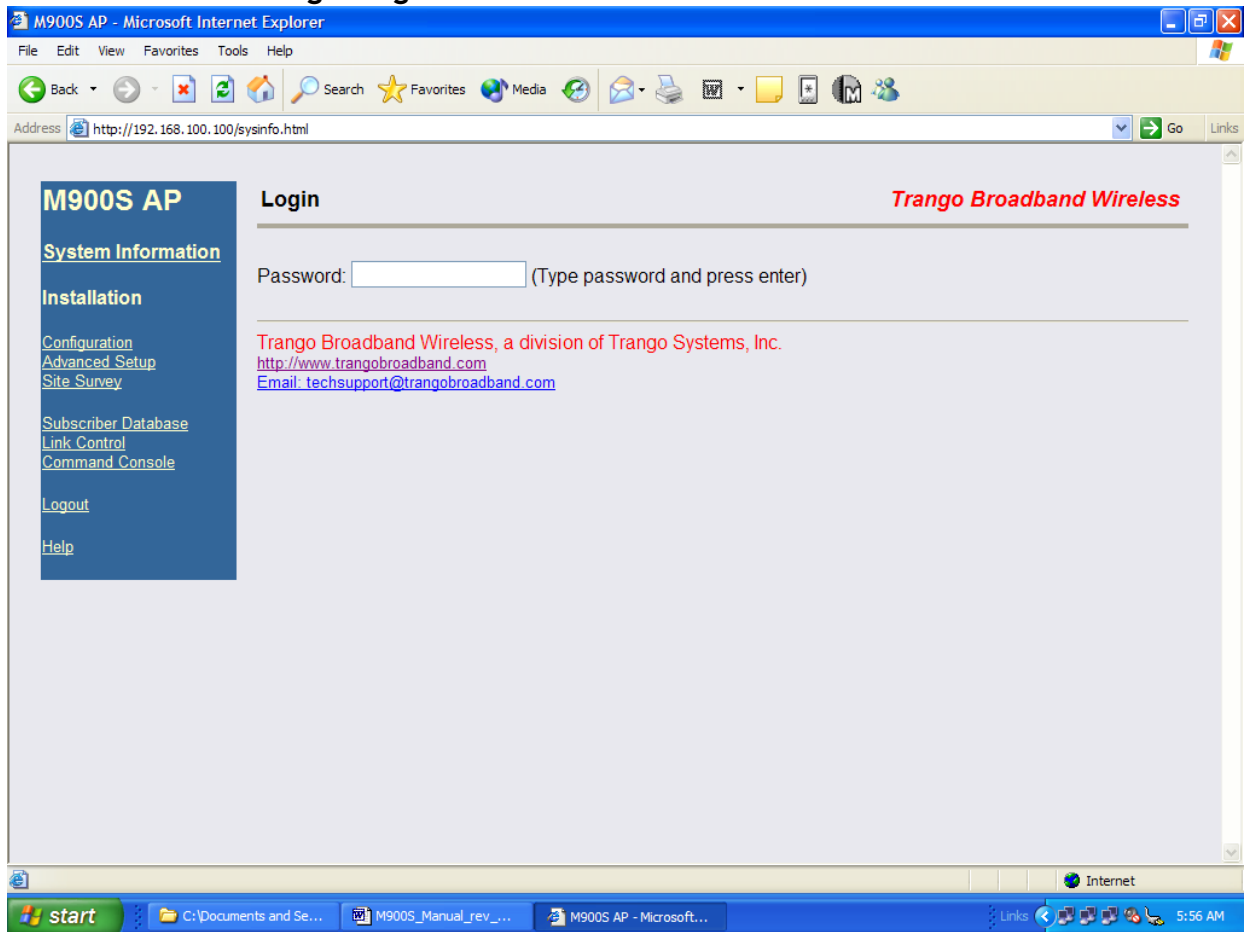 M900S AP - Microsoft Internet Explorer
File Edit View Favorites Tools Help
Back Search Favorites Media
Address http://192.168.100.100/sysinfo.html Go Links
M900S AP
System Information
Installation
Configuration
Advanced Setup
Site Survey
Subscriber Database
Link Control
Command Console
Logout
Help
Login Trango Broadband Wireless
Password: (Type password and press enter)
Trango Broadband Wireless, a division of Trango Systems, Inc.
http://www.trangobroadband.com
Email: techsupport@trangobroadband.com
Internet
start C:\Documents and Se... M900S_Manual_rev_... M900S AP - Microsoft... Links 5:56 AM